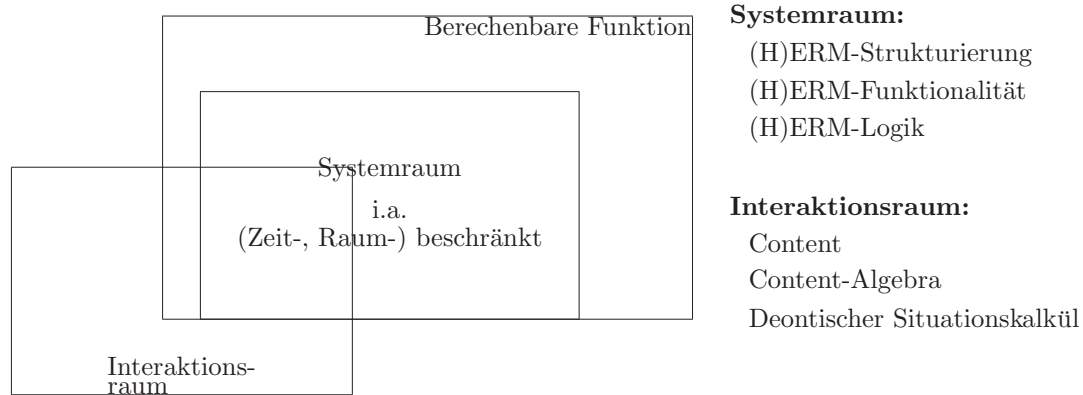 Berechenbare Funktion
Systemraum
i.a.
(Zeit-, Raum-) beschränkt
Interaktions-
raum
Systemraum:
(H)ERM-Strukturierung
(H)ERM-Funktionalität
(H)ERM-Logik
Interaktionsraum:
Content
Content-Algebra
Deontischer Situationskalkül